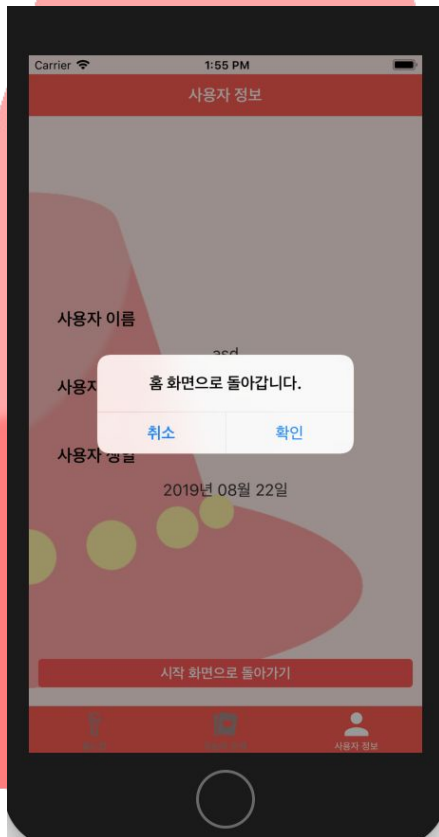 Carrier
1:55 PM
사용자 정보
사용자 이름
asd
홈 화면으로 돌아갑니다.
취소
확인
사용자 생일
2019년 08월 22일
시작 화면으로 돌아가기
사용자 정보